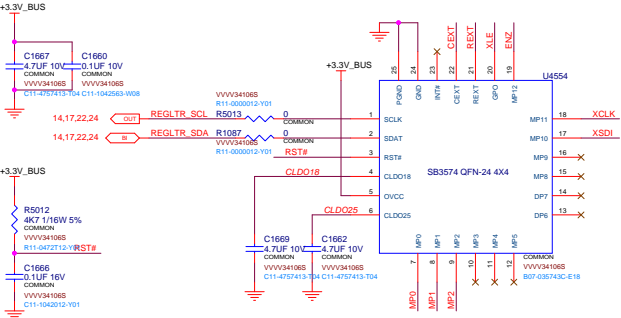 +3.3V_BUS
C1667
4.7UF 10V
COMMON
VVVV34106S
C11-4757413-T04
C1660
0.1UF 10V
COMMON
VVVV34106S
C11-1042563-W08
+3.3V_BUS
14,17,22,24
OUT
REGLTR_SCL
VVVV34106S
R11-0000012-Y01
R5013
0
COMMON
14,17,22,24
BI
REGLTR_SDA
R1087
0
COMMON
VVVV34106S
R11-0000012-Y01
RST#
CLDO18
CLDO25
+3.3V_BUS
R5012
4K7 1/16W 5%
COMMON
VVVV34106S
R11-0472T12-Y01
RST#
C1666
0.1UF 16V
COMMON
VVVV34106S
C11-1042012-Y01
C1669
4.7UF 10V
COMMON
VVVV34106S
C11-4757413-T04
C1662
4.7UF 10V
COMMON
VVVV34106S
C11-4757413-T04
CEXT
REXT
XLE
ENZ
25
24
23
22
21
20
19
PGND
GND
INT#
CEXT
REXT
GPO
MP12
U4554
1
SCLK
2
SDAT
3
RST#
4
CLDO18
5
OVCC
6
CLDO25
SB3574 QFN-24 4X4
MP11
18
XCLK
MP10
17
XSDI
MP9
16
MP8
15
DP7
14
DP6
13
MP0
MP1
MP2
MP3
MP4
MP5
7
8
9
10
11
12
MP0
MP1
MP2
COMMON
VVVV34106S
B07-035743C-E18